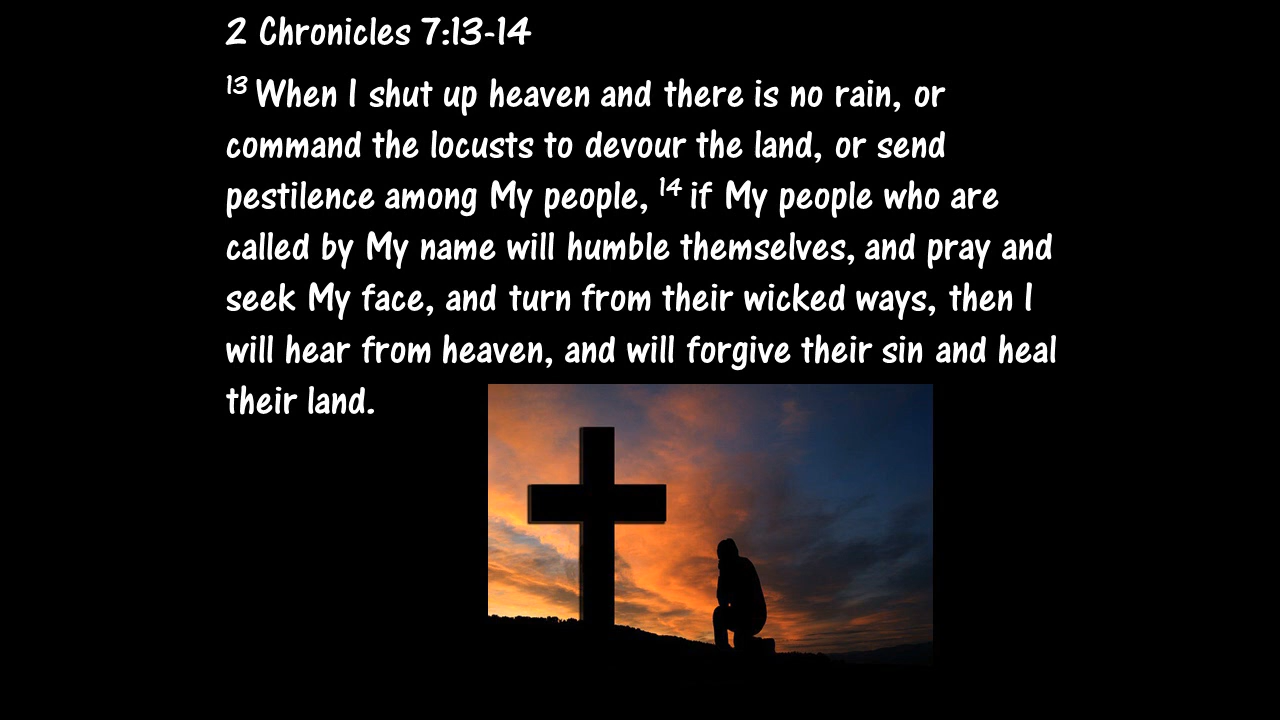 2 Chronicles 7:13-14
13 When I shut up heaven and there is no rain, or
command the locusts to devour the land, or send
pestilence among My people, 14 if My people who are
called by My name will humble themselves, and pray and
seek My face, and turn from their wicked ways, then I
will hear from heaven, and will forgive their sin and heal
their land.